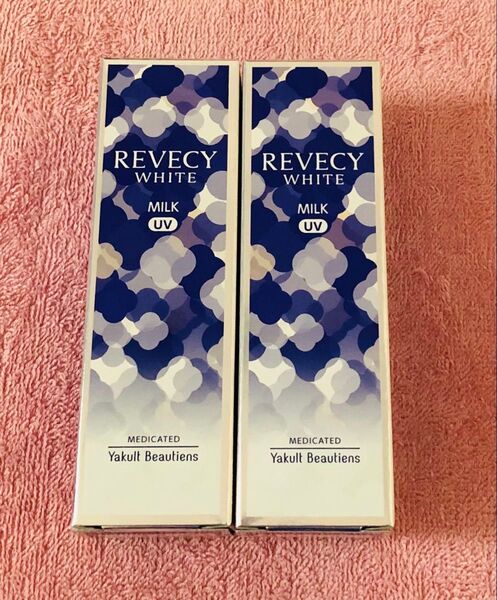 REVECY
WHITE
MILK
UV
MEDICATED
Yakult Beautiens
REVECY
WHITE
MILK
UV
MEDICATED
Yakult Beautiens